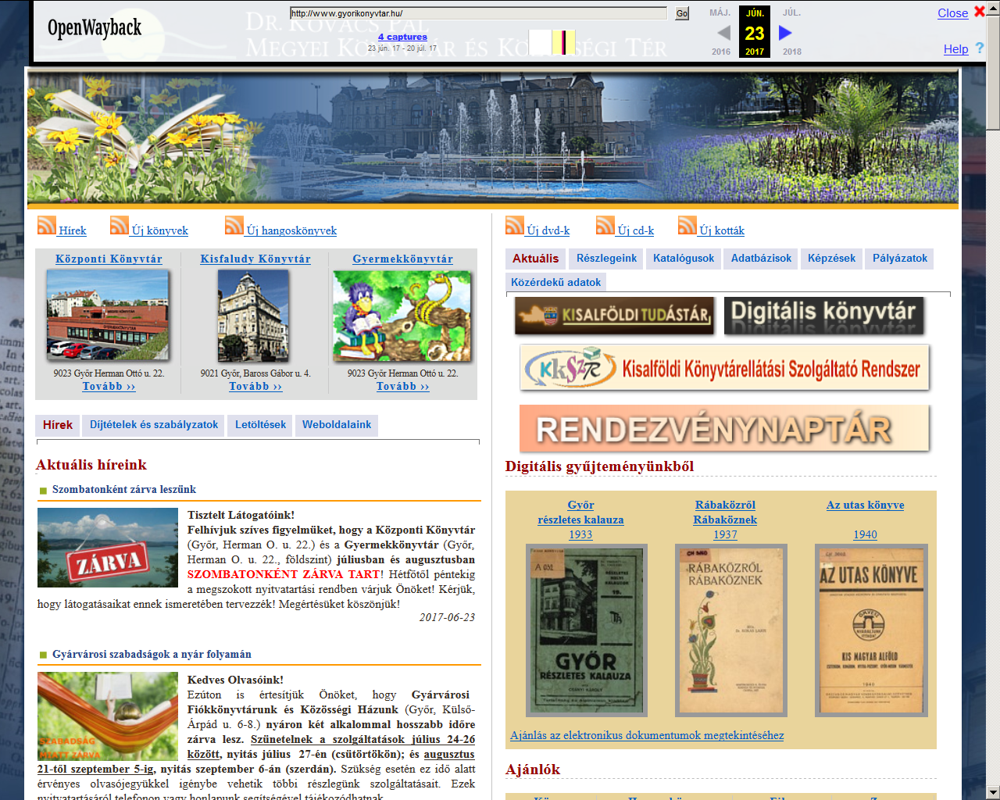 OpenWayback
DR. KOVÁCS PÁL
MEGYEI KÖNYVTÁR ÉS KÖZÖSSÉGI TÉR
http://www.gyorikonyvtar.hu/
Go
4 captures
23 jún. 17 - 20 júl. 17
MÁJ. JÚN. JÚL.
23
2016 2017 2018
Close
Help ?
Hírek Új könyvek Új hangoskönyvek
Központi Könyvtár Kisfaludy Könyvtár Gyermekkönyvtár
9023 Győr Herman Ottó u. 22. 9021 Győr, Baross Gábor u. 4. 9023 Győr Herman Ottó u. 22.
Tovább ›› Tovább ›› Tovább ››
Hírek Díjtételek és szabályzatok Letöltések Weboldalaink
Aktuális híreink
Szombatonként zárva leszünk
ZÁRVA
Tisztelt Látogatóink!
Felhívjuk szíves figyelmüket, hogy a Központi Könyvtár
(Győr, Herman O. u. 22.) és a Gyermekkönyvtár (Győr,
Herman O. u. 22., földszint) júliusban és augusztusban
SZOMBATONKÉNT ZÁRVA TART! Hétfőtől péntekig
a megszokott nyitvatartási rendben várjuk Önöket! Kérjük,
hogy látogatásaikat ennek ismeretében tervezzék! Megértésüket köszönjük!
2017-06-23
Gyárvárosi szabadságok a nyár folyamán
SZABADSÁG
MIATT ZÁRVA
Kedves Olvasóink!
Ezúton is értesítjük Önöket, hogy Gyárvárosi
Fiókkönyvtárunk és Közösségi Házunk (Győr, Külső-
Árpád u. 6-8.) nyáron két alkalommal hosszabb időre
zárva lesz. Szünetelnek a szolgáltatások július 24-26
között, nyitás július 27-én (csütörtökön); és augusztus
21-től szeptember 5-ig, nyitás szeptember 6-án (szerdán). Szükség esetén ez idő alatt
érvényes olvasójegyükkel igénybe vehetik többi részlegünk szolgáltatásait. Ezek
nyitvatartásáról telefonon vagy honlapunk segítségével tájékozódhatnak.
Új dvd-k Új cd-k Új kották
Aktuális Részlegeink Katalógusok Adatbázisok Képzések Pályázatok
Közérdekű adatok
KISALFÖLDI TUDÁSTÁR
Digitális könyvtár
KKSZR Kisalföldi Könyvtárellátási Szolgáltató Rendszer
RENDEZVÉNYNAPTÁR
Digitális gyűjteményünkből
Győr Rábaközről Az utas könyve
részletes kalauza Rábaköznek
1933 1937 1940
A 031
RÉSZLETES
HELYI
KALAUZOK
19.
GYŐR
RÉSZLETES KALAUZA
RÁBAKÖZRŐL
RÁBAKÖZNEK
AZ UTAS KÖNYVE
KIS MAGYAR ALFÖLD
1940
Ajánlás az elektronikus dokumentumok megtekintéséhez
Ajánlók